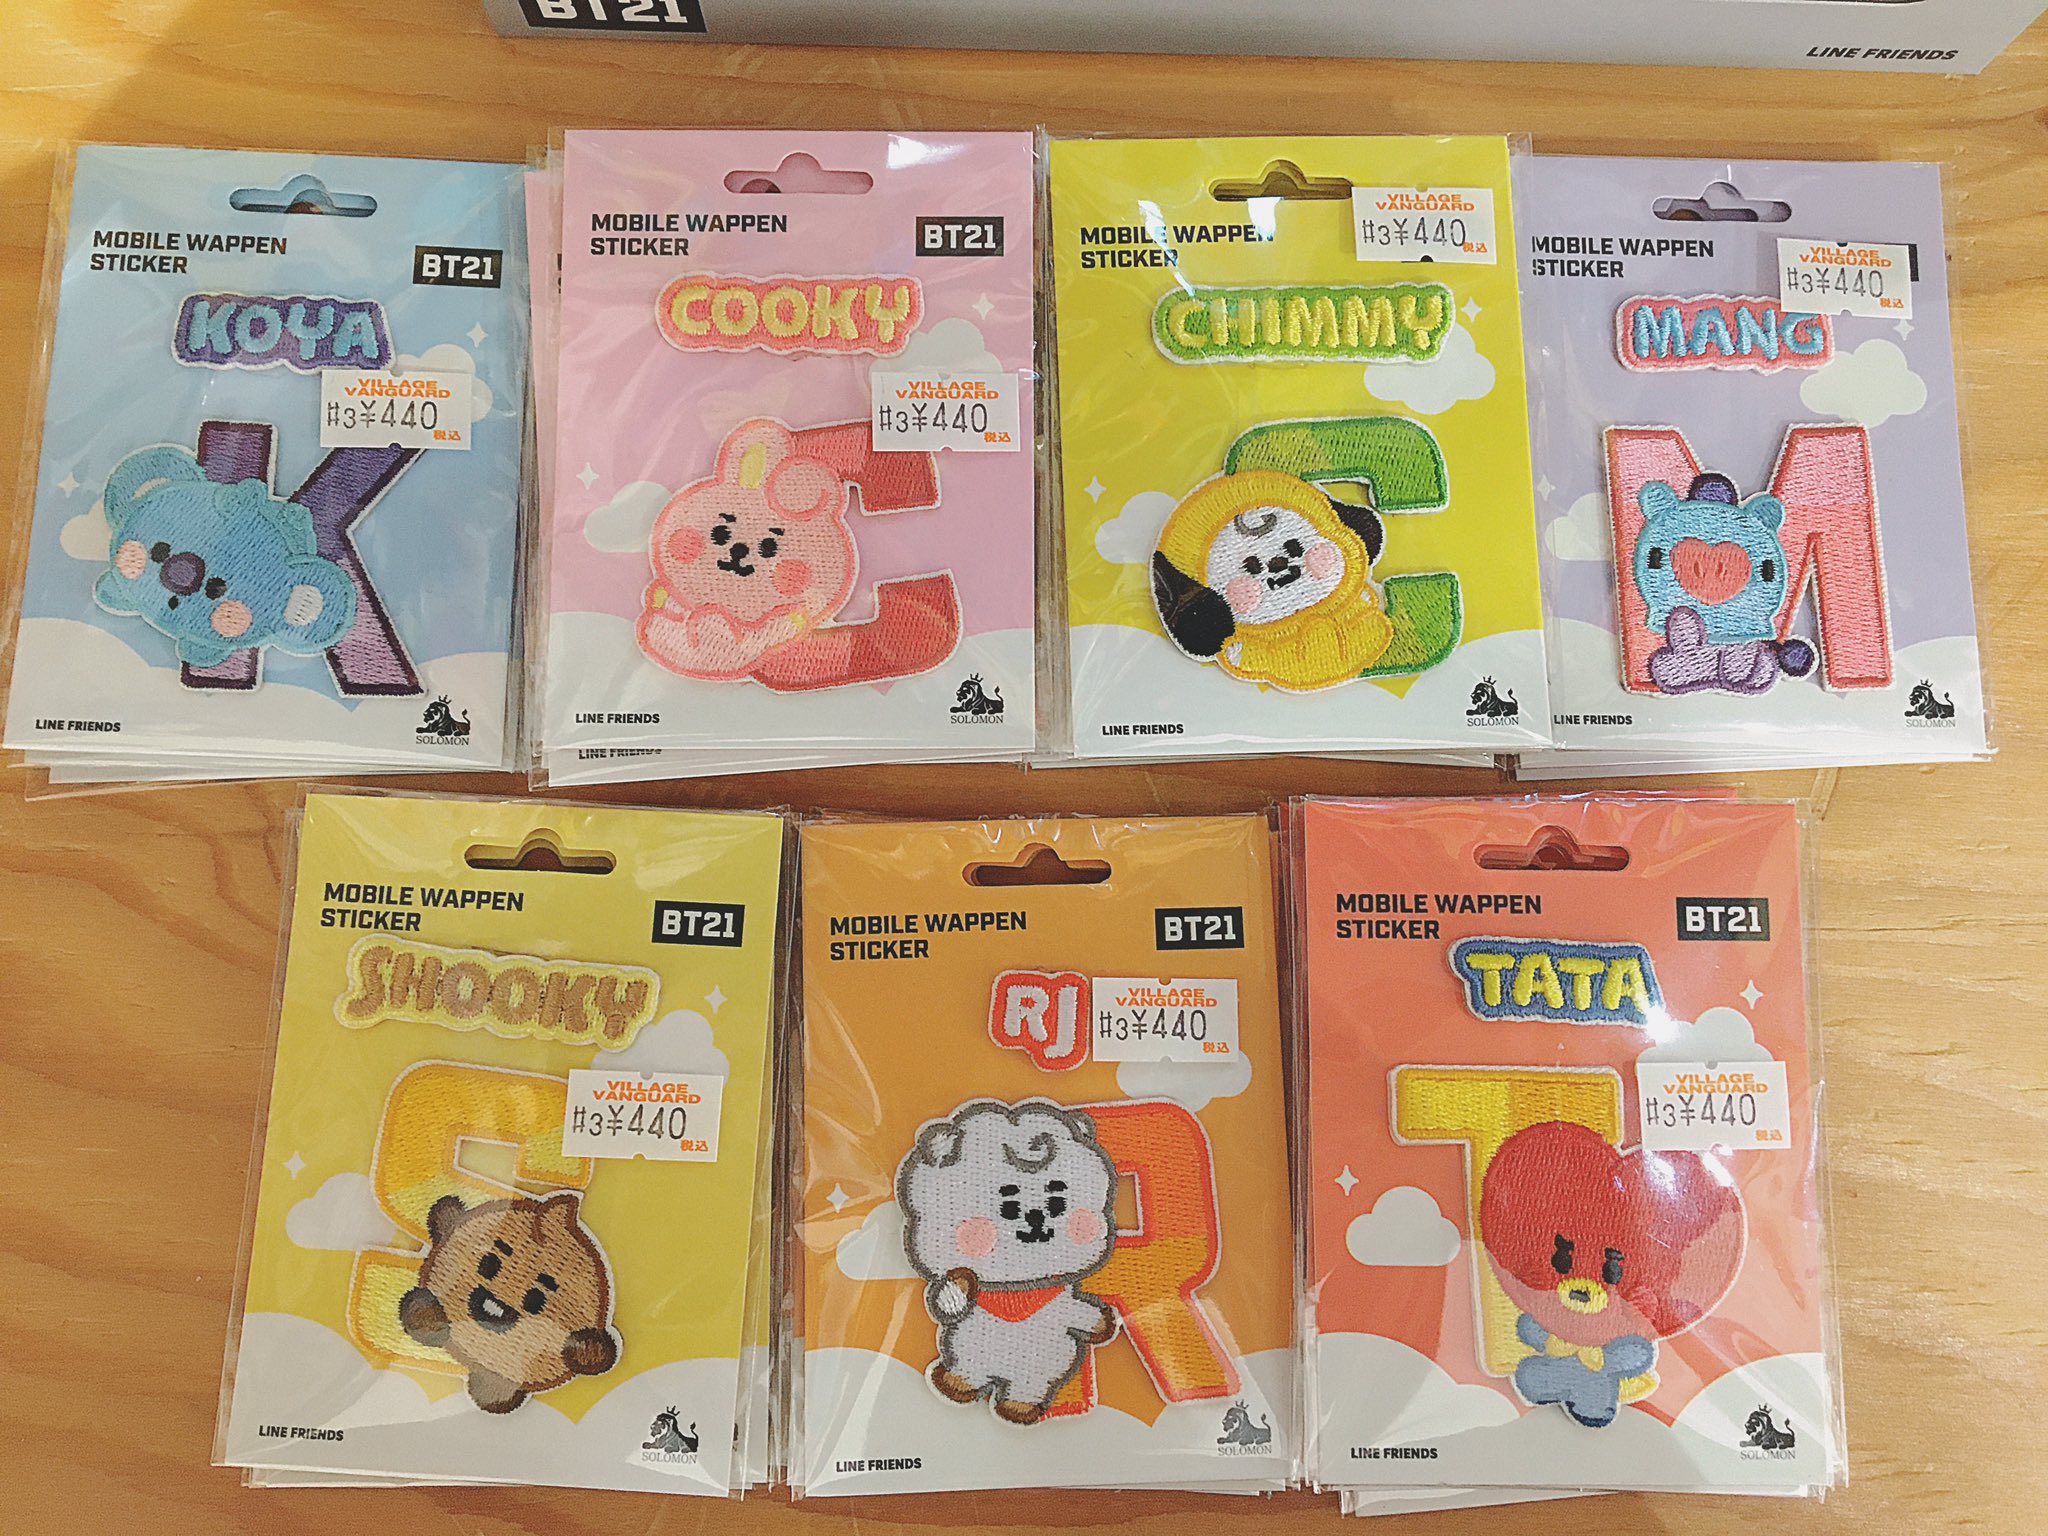 BT21
LINE FRIENDS
MOBILE WAPPEN
STICKER
BT21
KOYA
VILLAGE
VANGUARD
#3¥440
税込
K
LINE FRIENDS
SOLOMON
MOBILE WAPPEN
STICKER
BT21
COOKY
VILLAGE
VANGUARD
#3¥440
税込
C
LINE FRIENDS
SOLOMON
LINE FRIENDS
MOBILE WAPPEN
STICKER
VILLAGE
VANGUARD
#3¥440
税込
CHIMMY
C
LINE FRIENDS
SOLOMON
MOBILE WAPPEN
STICKER
VILLAGE
VANGUARD
#3¥440
税込
MANG
M
LINE FRIENDS
SOLOMON
MOBILE WAPPEN
STICKER
BT21
SHOOKY
VILLAGE
VANGUARD
#3¥440
税込
S
LINE FRIENDS
SOLOMON
MOBILE WAPPEN
STICKER
BT21
RJ
VILLAGE
VANGUARD
#3¥440
税込
R
LINE FRIENDS
SOLOMON
MOBILE WAPPEN
STICKER
BT21
TATA
VILLAGE
VANGUARD
#3¥440
税込
T
LINE FRIENDS
SOLOMON